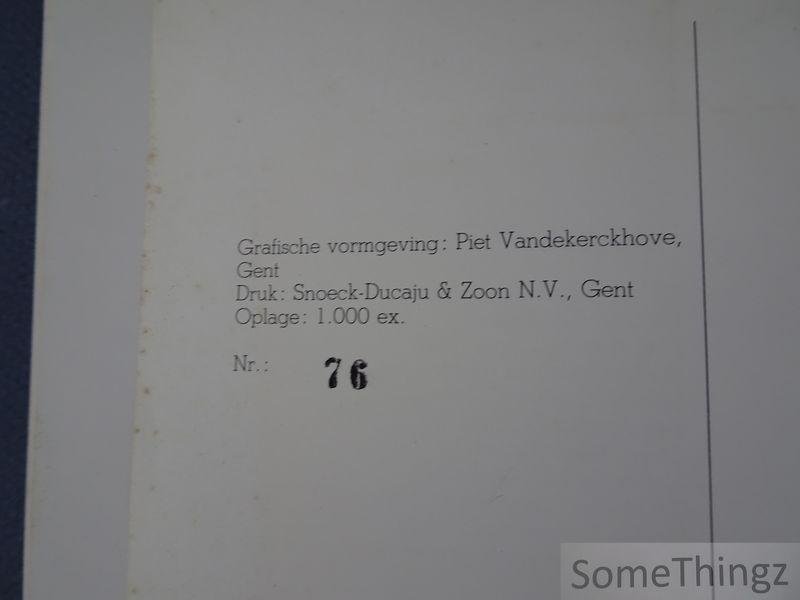 Grafische vormgeving: Piet Vandekerckhove,
Gent
Druk: Snoeck-Ducaju & Zoon N.V., Gent
Oplage: 1.000 ex.
Nr.: 76
SomeThingz